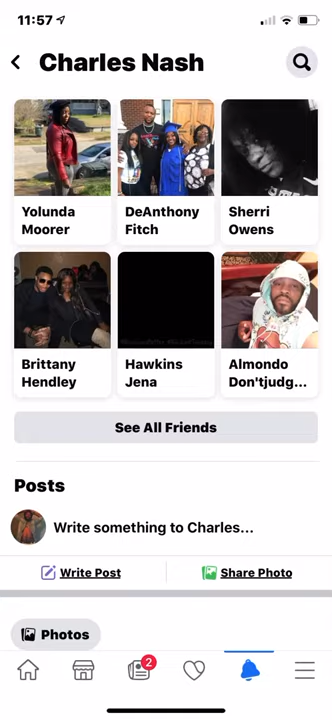 11:57
Charles Nash
Yolunda
Moorer
DeAnthony
Fitch
Sherri
Owens
Brittany
Hendley
Hawkins
Jena
Almondo
Don'tjudg...
See All Friends
Posts
Write something to Charles...
Write Post
Share Photo
Photos
2